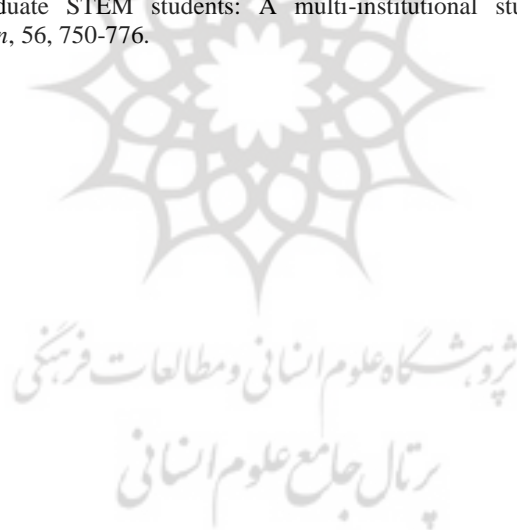 duate STEM students: A multi-institutional stu
n, 56, 750-776.
پژوهشگاه علوم انسانی و مطالعات فرهنگی
پرتال جامع علوم انسانی